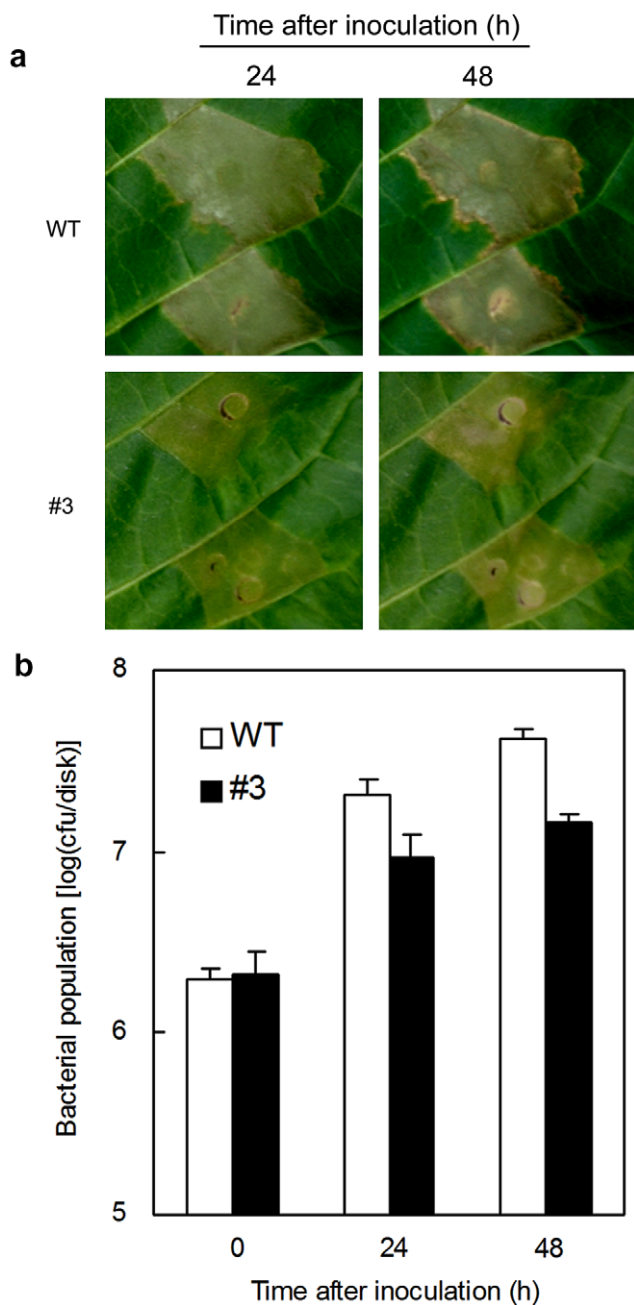 Time after inoculation (h)
a
24 48
WT
#3
b
8
7
6
5
Bacterial population [log(cfu/disk)]
WT
#3
0 24 48
Time after inoculation (h)